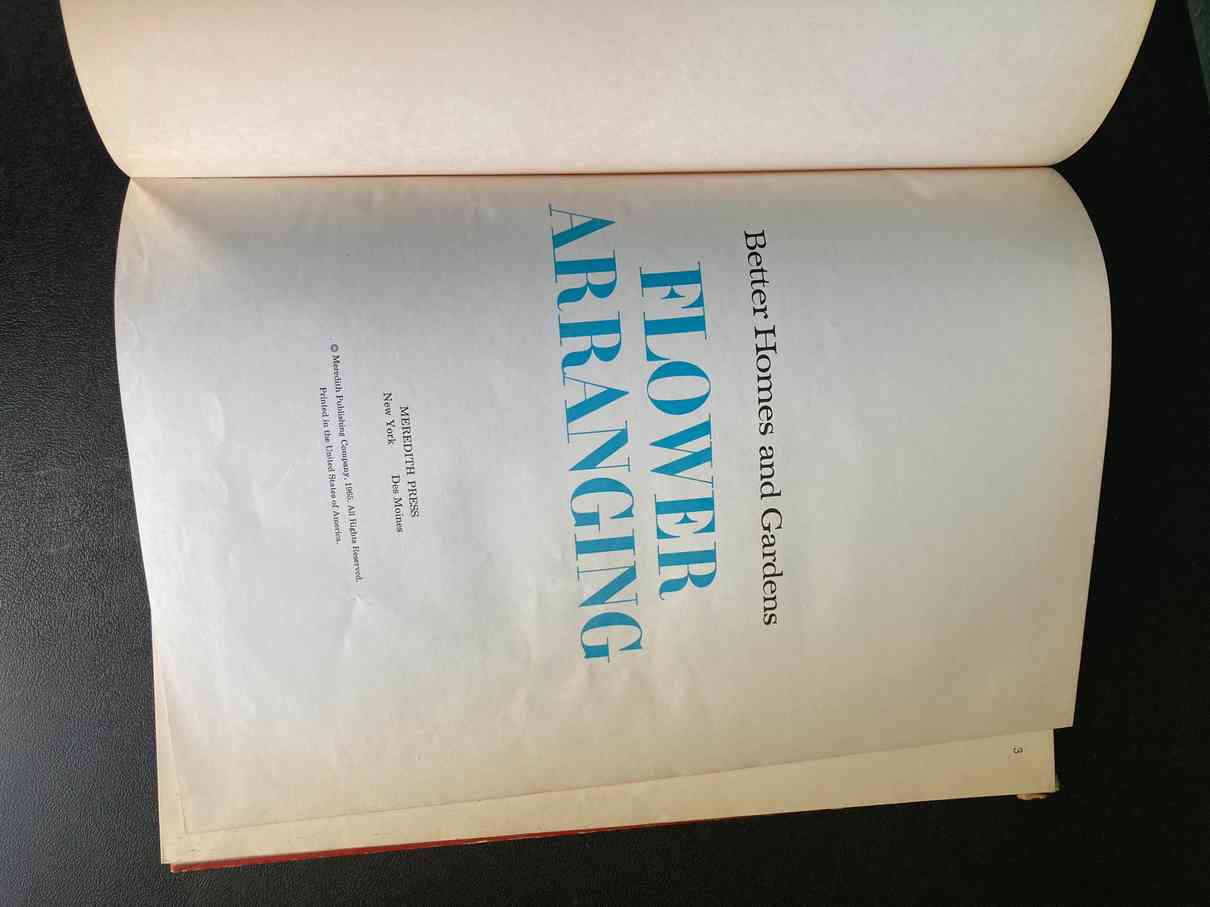 Better Homes and Gardens
FLOWER
ARRANGING
MEREDITH PRESS
New York Des Moines
© Meredith Publishing Company, 1965. All Rights Reserved.
Printed in the United States of America.
3